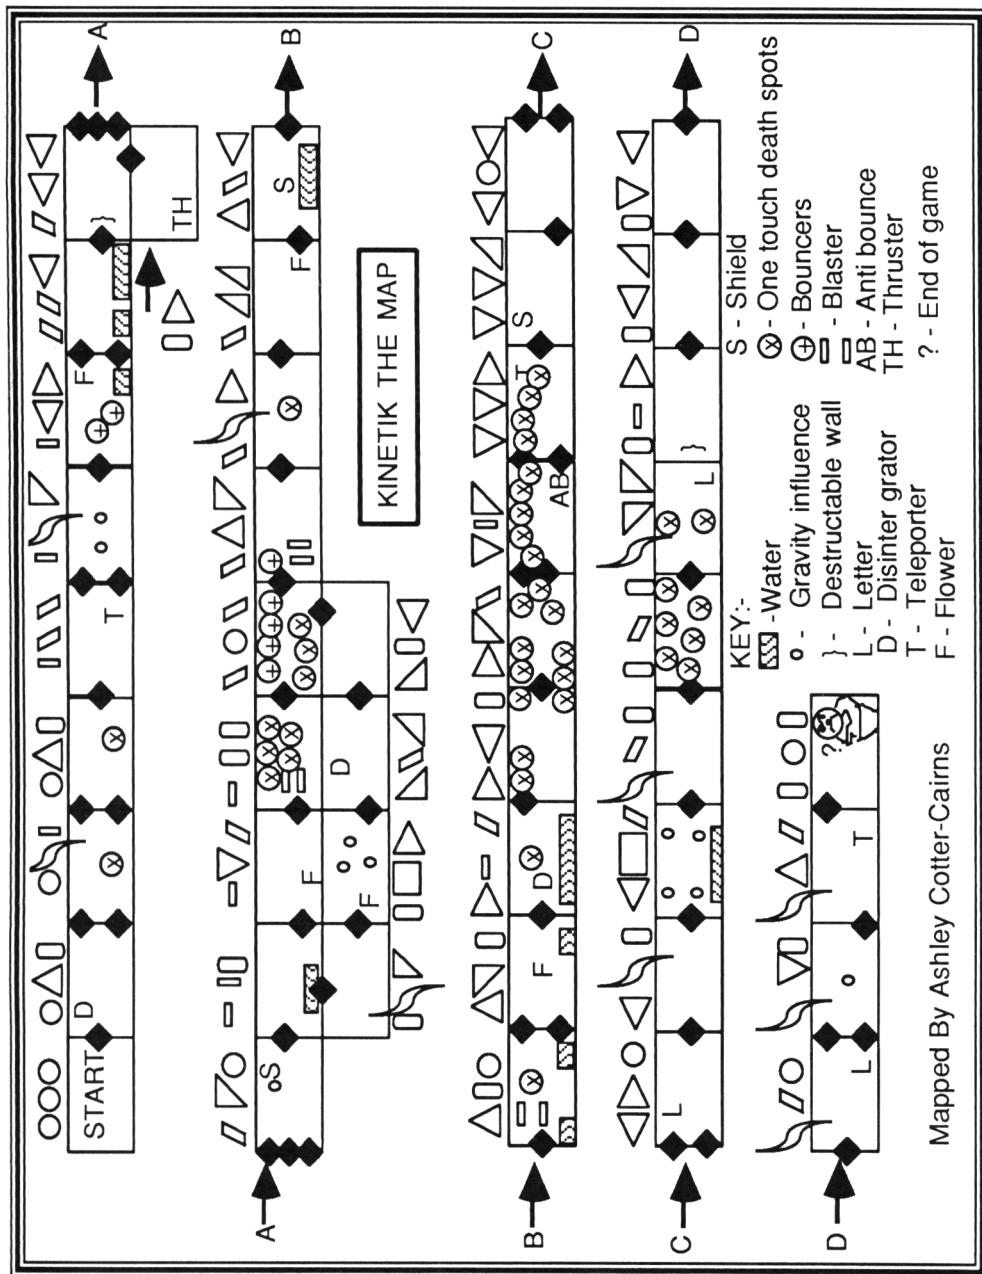 A
START
D
T
F
}
TH
A
S
F
F
D
F
S
B
KINETIK THE MAP
B
F
D
AB
T
S
C
C
L
L
}
D
D
L
T
?
KEY:-
-Water
- Gravity influence
}- Destructable wall
L- Letter
D - Disinter grator
T - Teleporter
F - Flower
S - Shield
- One touch death spots
- Bouncers
- Blaster
AB - Anti bounce
TH - Thruster
? - End of game
Mapped By Ashley Cotter-Cairns